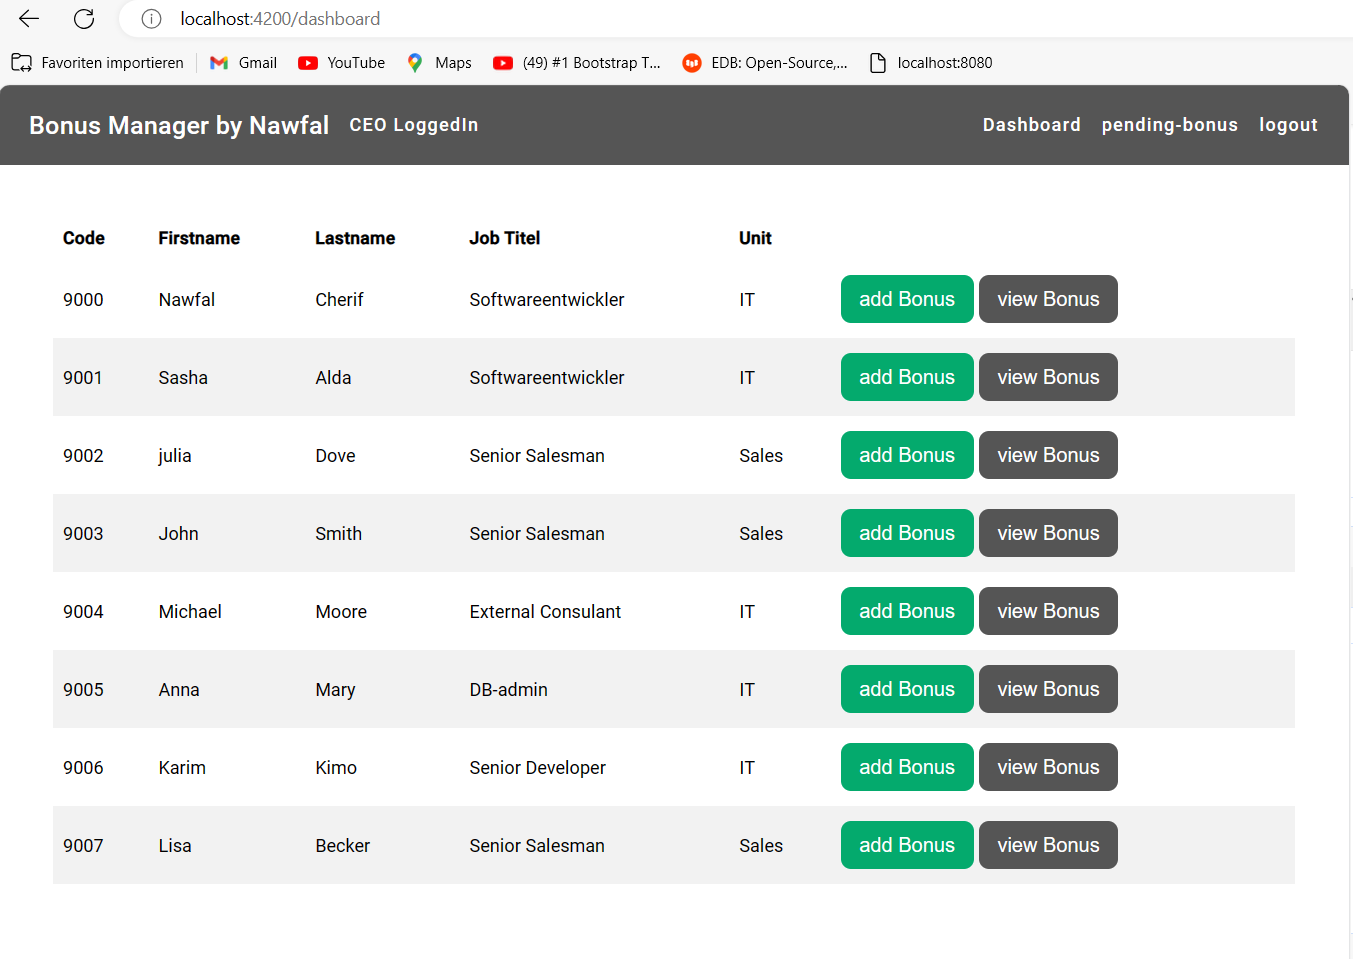 localhost:4200/dashboard
Favoriten importieren Gmail YouTube Maps (49) #1 Bootstrap T... EDB: Open-Source,... localhost:8080
Bonus Manager by Nawfal CEO LoggedIn Dashboard pending-bonus logout
Code Firstname Lastname Job Titel Unit
9000 Nawfal Cherif Softwareentwickler IT add Bonus view Bonus
9001 Sasha Alda Softwareentwickler IT add Bonus view Bonus
9002 julia Dove Senior Salesman Sales add Bonus view Bonus
9003 John Smith Senior Salesman Sales add Bonus view Bonus
9004 Michael Moore External Consulant IT add Bonus view Bonus
9005 Anna Mary DB-admin IT add Bonus view Bonus
9006 Karim Kimo Senior Developer IT add Bonus view Bonus
9007 Lisa Becker Senior Salesman Sales add Bonus view Bonus